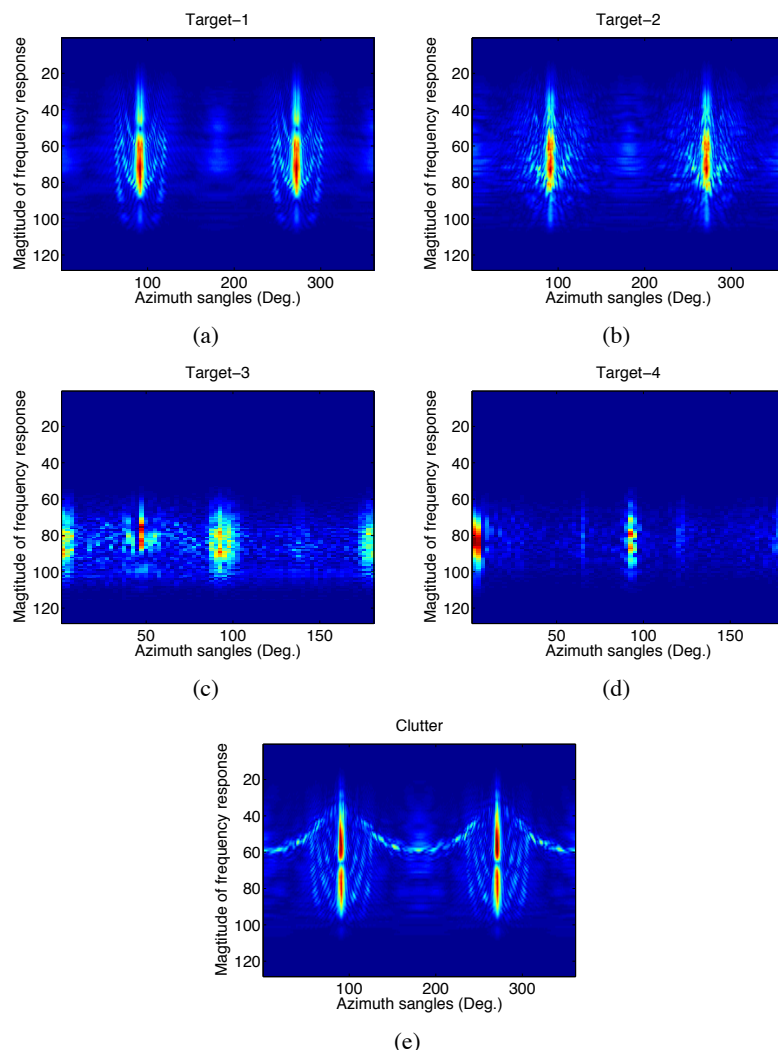 Target-1
Magtitude of frequency response
20
40
60
80
100
120
100
200
300
Azimuth sangles (Deg.)
(a)
Target-2
Magtitude of frequency response
20
40
60
80
100
120
100
200
300
Azimuth sangles (Deg.)
(b)
Target-3
Magtitude of frequency response
20
40
60
80
100
120
50
100
150
Azimuth sangles (Deg.)
(c)
Target-4
Magtitude of frequency response
20
40
60
80
100
120
50
100
150
Azimuth sangles (Deg.)
(d)
Clutter
Magtitude of frequency response
20
40
60
80
100
120
100
200
300
Azimuth sangles (Deg.)
(e)